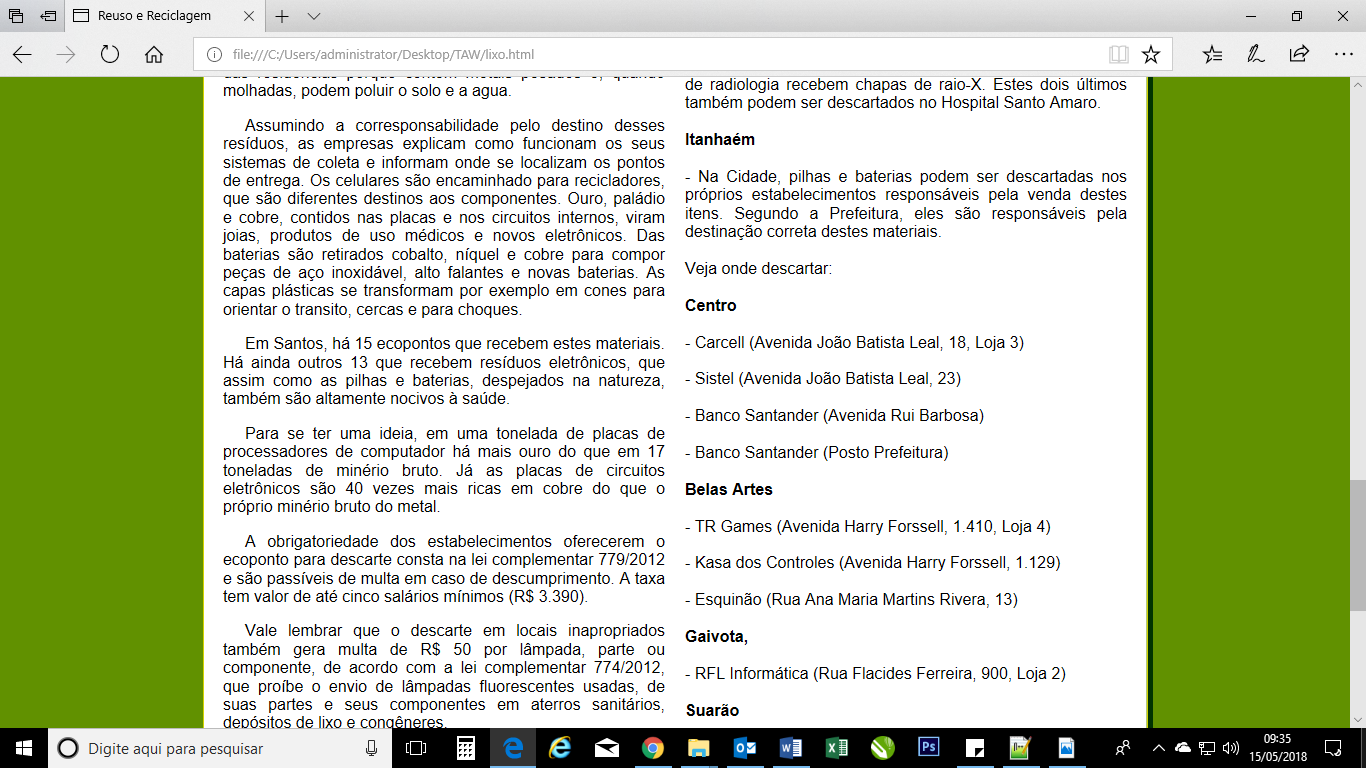 Reuso e Reciclagem
file:///C:/Users/administrator/Desktop/TAW/lixo.html
das residências porque contém metais pesados e, quando
molhadas, podem poluir o solo e a agua.
Assumindo a corresponsabilidade pelo destino desses
resíduos, as empresas explicam como funcionam os seus
sistemas de coleta e informam onde se localizam os pontos
de entrega. Os celulares são encaminhado para recicladores,
que são diferentes destinos aos componentes. Ouro, paládio
e cobre, contidos nas placas e nos circuitos internos, viram
joias, produtos de uso médicos e novos eletrônicos. Das
baterias são retirados cobalto, níquel e cobre para compor
peças de aço inoxidável, alto falantes e novas baterias. As
capas plásticas se transformam por exemplo em cones para
orientar o transito, cercas e para choques.
Em Santos, há 15 ecopontos que recebem estes materiais.
Há ainda outros 13 que recebem resíduos eletrônicos, que
assim como as pilhas e baterias, despejados na natureza,
também são altamente nocivos à saúde.
Para se ter uma ideia, em uma tonelada de placas de
processadores de computador há mais ouro do que em 17
toneladas de minério bruto. Já as placas de circuitos
eletrônicos são 40 vezes mais ricas em cobre do que o
próprio minério bruto do metal.
A obrigatoriedade dos estabelecimentos oferecerem o
ecoponto para descarte consta na lei complementar 779/2012
e são passíveis de multa em caso de descumprimento. A taxa
tem valor de até cinco salários mínimos (R$ 3.390).
Vale lembrar que o descarte em locais inapropriados
também gera multa de R$ 50 por lâmpada, parte ou
componente, de acordo com a lei complementar 774/2012,
que proíbe o envio de lâmpadas fluorescentes usadas, de
suas partes e seus componentes em aterros sanitários,
depósitos de lixo e congêneres.
de radiologia recebem chapas de raio-X. Estes dois últimos
também podem ser descartados no Hospital Santo Amaro.
Itanhaém
- Na Cidade, pilhas e baterias podem ser descartadas nos
próprios estabelecimentos responsáveis pela venda destes
itens. Segundo a Prefeitura, eles são responsáveis pela
destinação correta destes materiais.
Veja onde descartar:
Centro
- Carcell (Avenida João Batista Leal, 18, Loja 3)
- Sistel (Avenida João Batista Leal, 23)
- Banco Santander (Avenida Rui Barbosa)
- Banco Santander (Posto Prefeitura)
Belas Artes
- TR Games (Avenida Harry Forssell, 1.410, Loja 4)
- Kasa dos Controles (Avenida Harry Forssell, 1.129)
- Esquinão (Rua Ana Maria Martins Rivera, 13)
Gaivota,
- RFL Informática (Rua Flacides Ferreira, 900, Loja 2)
Suarão
Digite aqui para pesquisar
09:35
15/05/2018